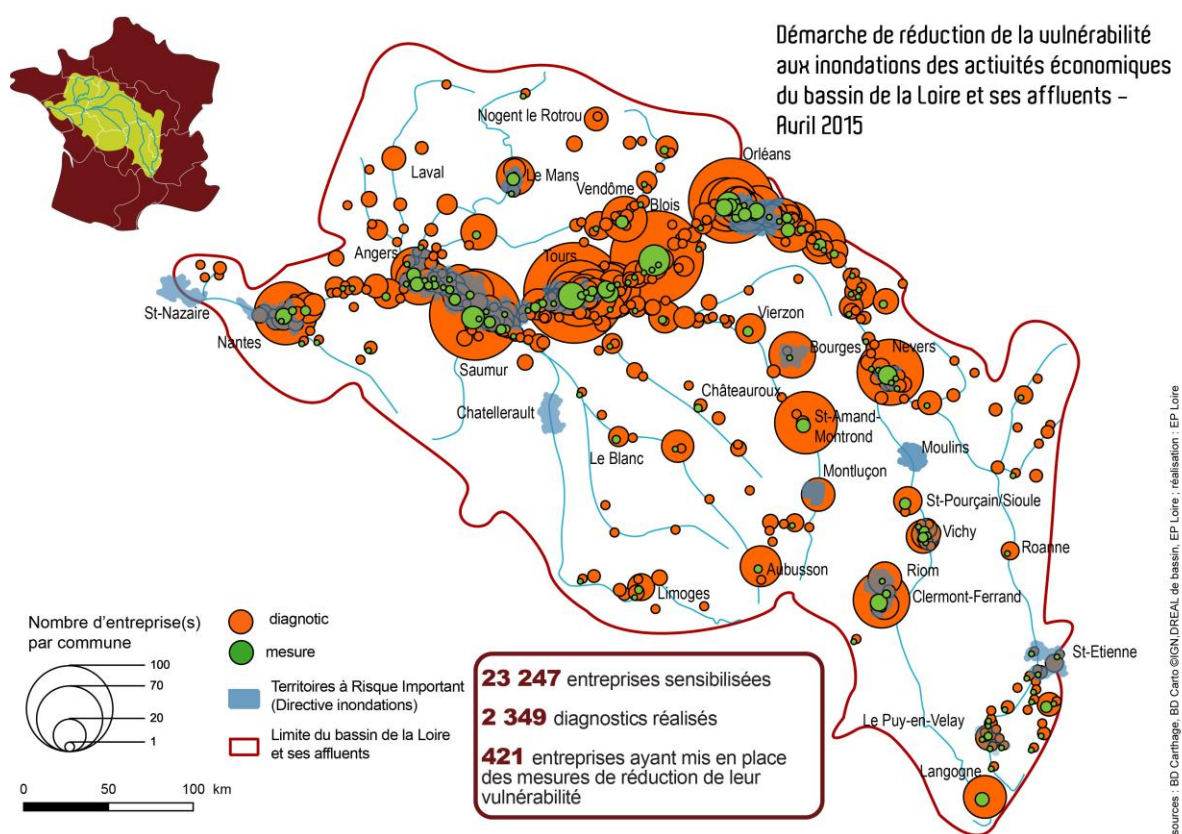 Démarche de réduction de la vulnérabilité
aux inondations des activités économiques
du bassin de la Loire et ses affluents –
Avril 2015
Nogent le Rotrou
Orléans
Laval
Le Mans
Vendôme
Blois
Angers
Tours
St-Nazaire
Nantes
Saumur
Vierzon
Bourges
Nevers
Châteauroux
Chatellerault
St-Amand-
Montrond
Le Blanc
Moulins
Montluçon
St-Pourçain/Sioule
Vichy
Roanne
Riom
Aubusson
Clermont-Ferrand
Limoges
St-Etienne
Le Puy-en-Velay
Langogne
Nombre d'entreprise(s)
par commune
100
70
20
1
0 50 100 km
diagnotic
mesure
Territoires à Risque Important
(Directive inondations)
Limite du bassin de la Loire
et ses affluents
23 247 entreprises sensibilisées
2 349 diagnostics réalisés
421 entreprises ayant mis en place
des mesures de réduction de leur
vulnérabilité
sources : BD Carthage, BD Carto ©IGN,DREAL de bassin, EP Loire ; réalisation : EP Loire